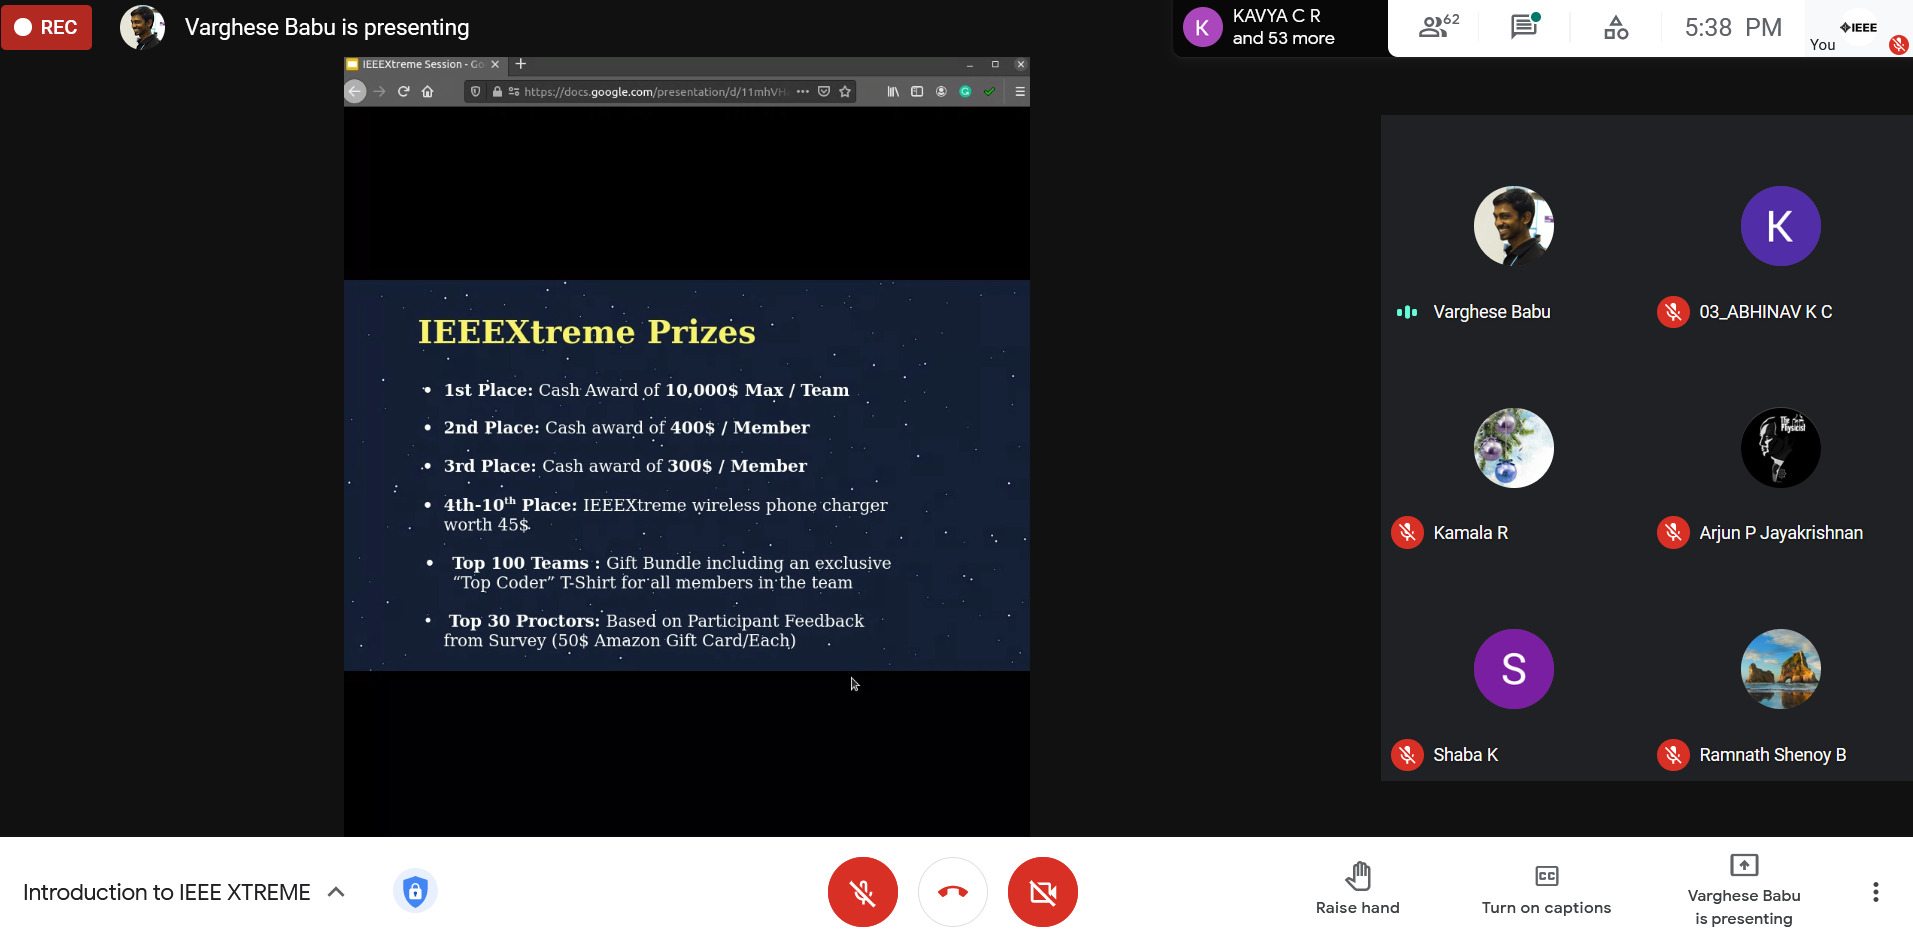 REC
Varghese Babu is presenting
K
KAVYA C R
and 53 more
62
5:38 PM
IEEE
You
IEEEXtreme Session - Go
https://docs.google.com/presentation/d/11mhVH
IEEEXtreme Prizes
• 1st Place: Cash Award of 10,000$ Max / Team
• 2nd Place: Cash award of 400$ / Member
• 3rd Place: Cash award of 300$ / Member
• 4th-10th Place: IEEEXtreme wireless phone charger
worth 45$
• Top 100 Teams : Gift Bundle including an exclusive
“Top Coder” T-Shirt for all members in the team
• Top 30 Proctors: Based on Participant Feedback
from Survey (50$ Amazon Gift Card/Each)
K
Varghese Babu
03_ABHINAV K C
The
Physicist
Kamala R
Arjun P Jayakrishnan
S
Shaba K
Ramnath Shenoy B
Introduction to IEEE XTREME
Raise hand
CC
Turn on captions
Varghese Babu
is presenting